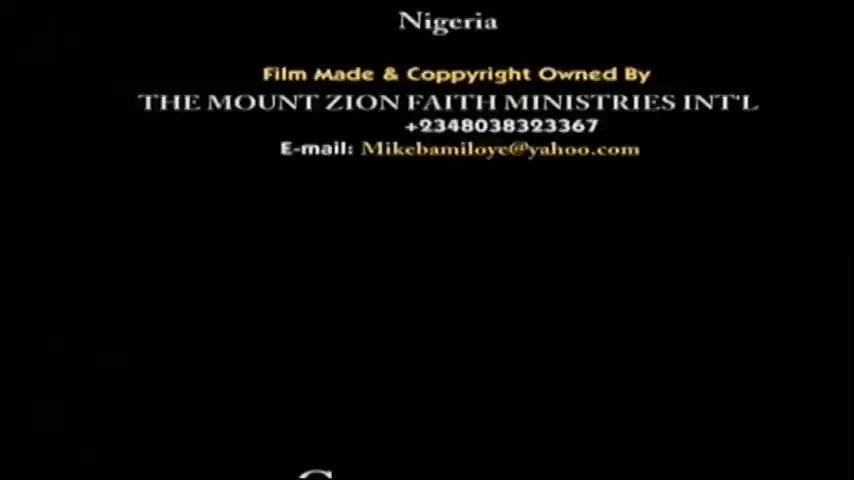 Nigeria
Film Made & Coppyright Owned By
THE MOUNT ZION FAITH MINISTRIES INT'L
+2348038323367
E-mail: Mikebamiloye@yahoo.com